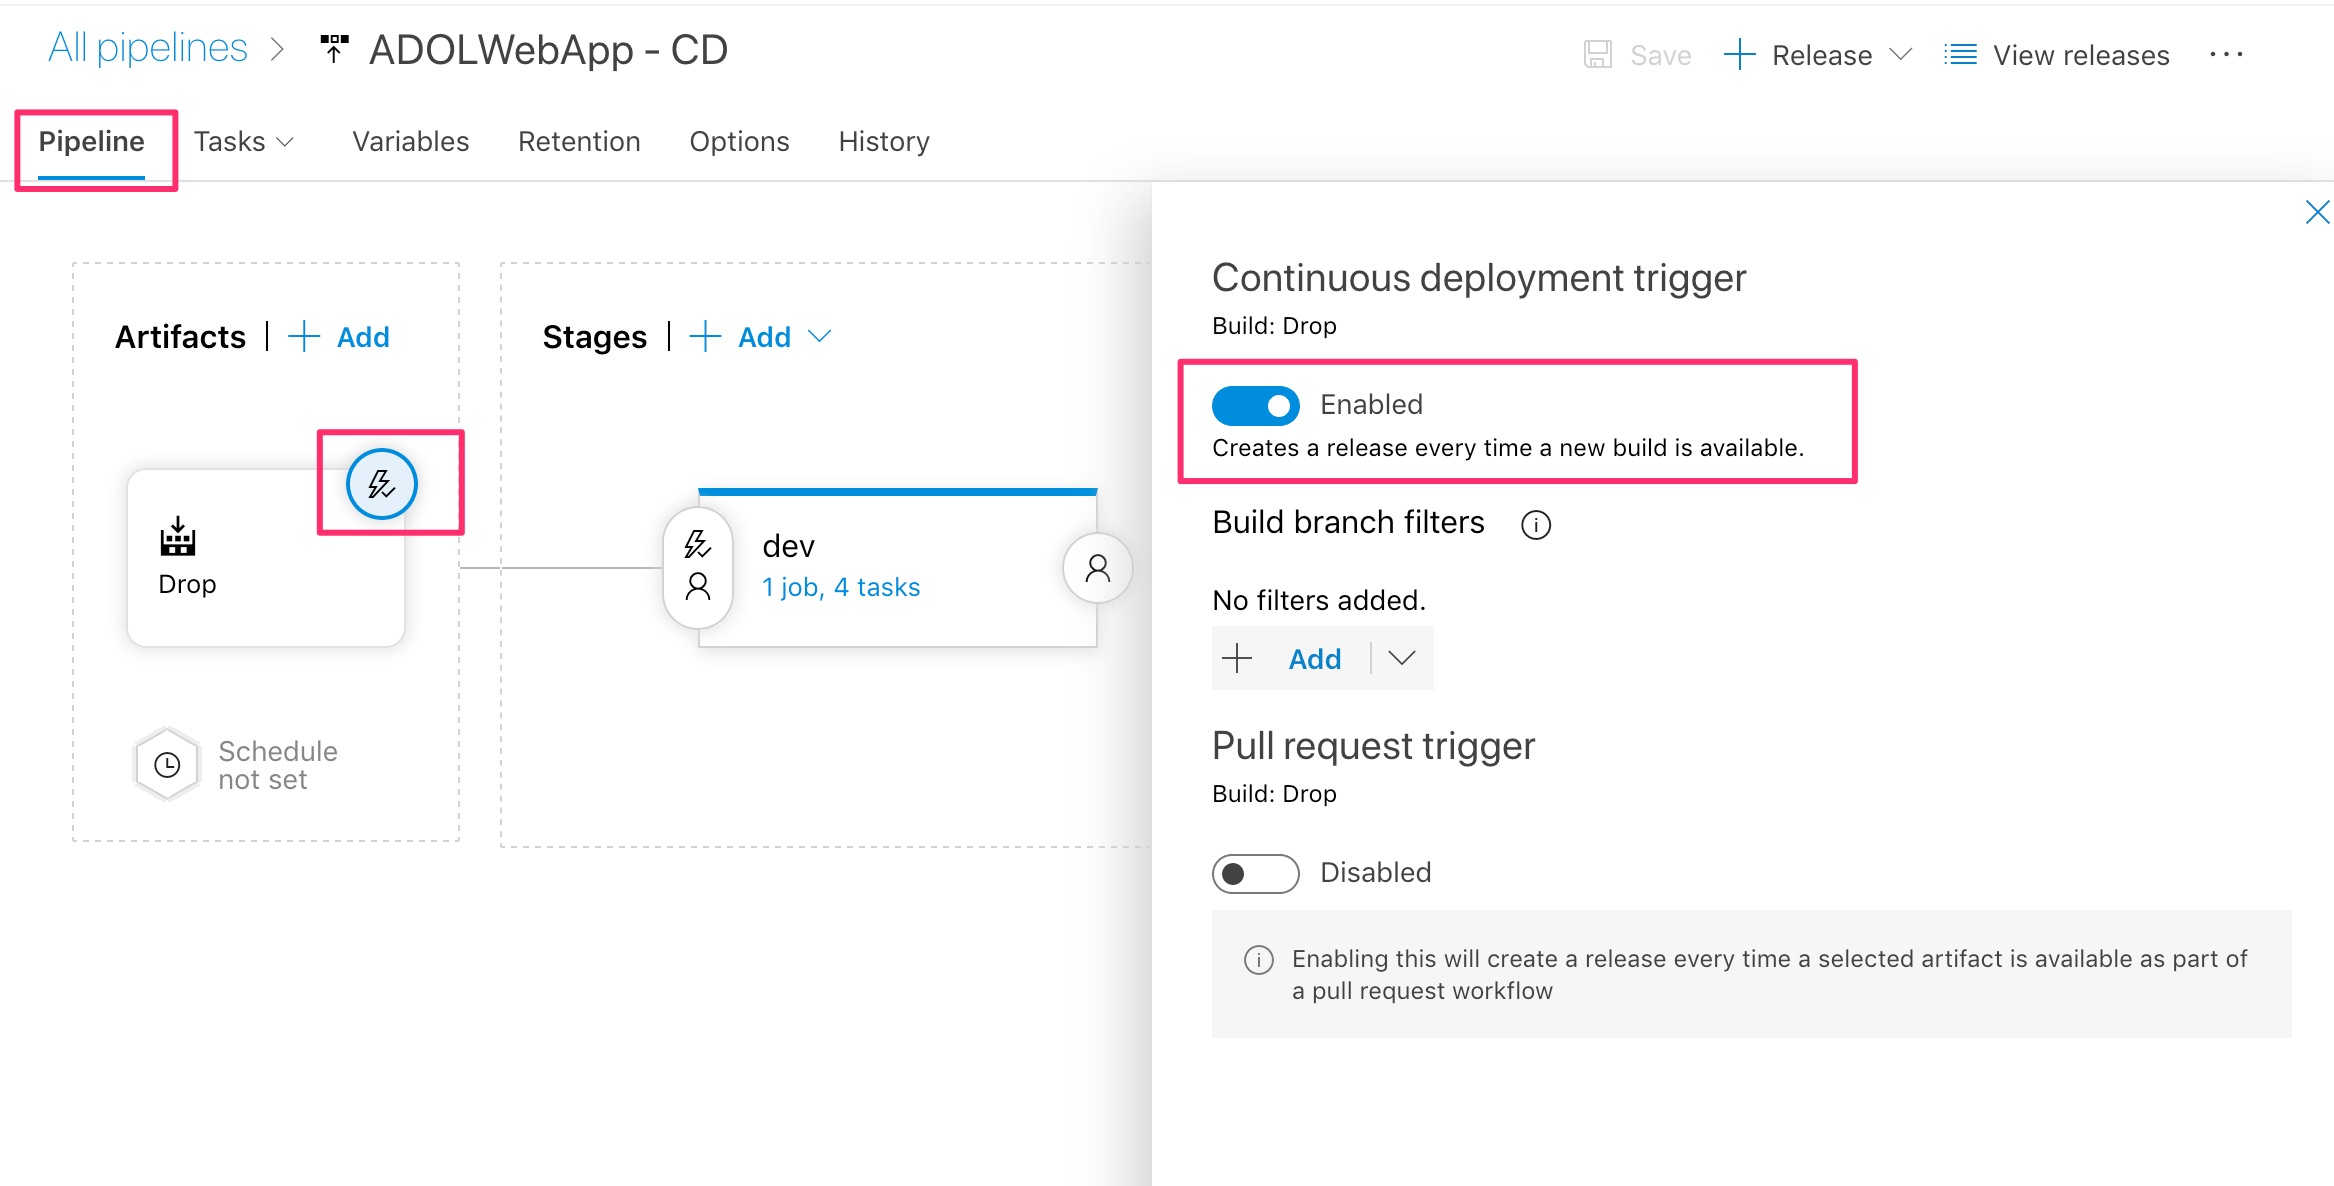 All pipelines
ADOLWebApp - CD
Save
Release
View releases
Pipeline
Tasks
Variables
Retention
Options
History
Artifacts
Add
Stages
Add
Drop
Schedule
not set
dev
1 job, 4 tasks
Continuous deployment trigger
Build: Drop
Enabled
Creates a release every time a new build is available.
Build branch filters
No filters added.
Add
Pull request trigger
Build: Drop
Disabled
Enabling this will create a release every time a selected artifact is available as part of
a pull request workflow